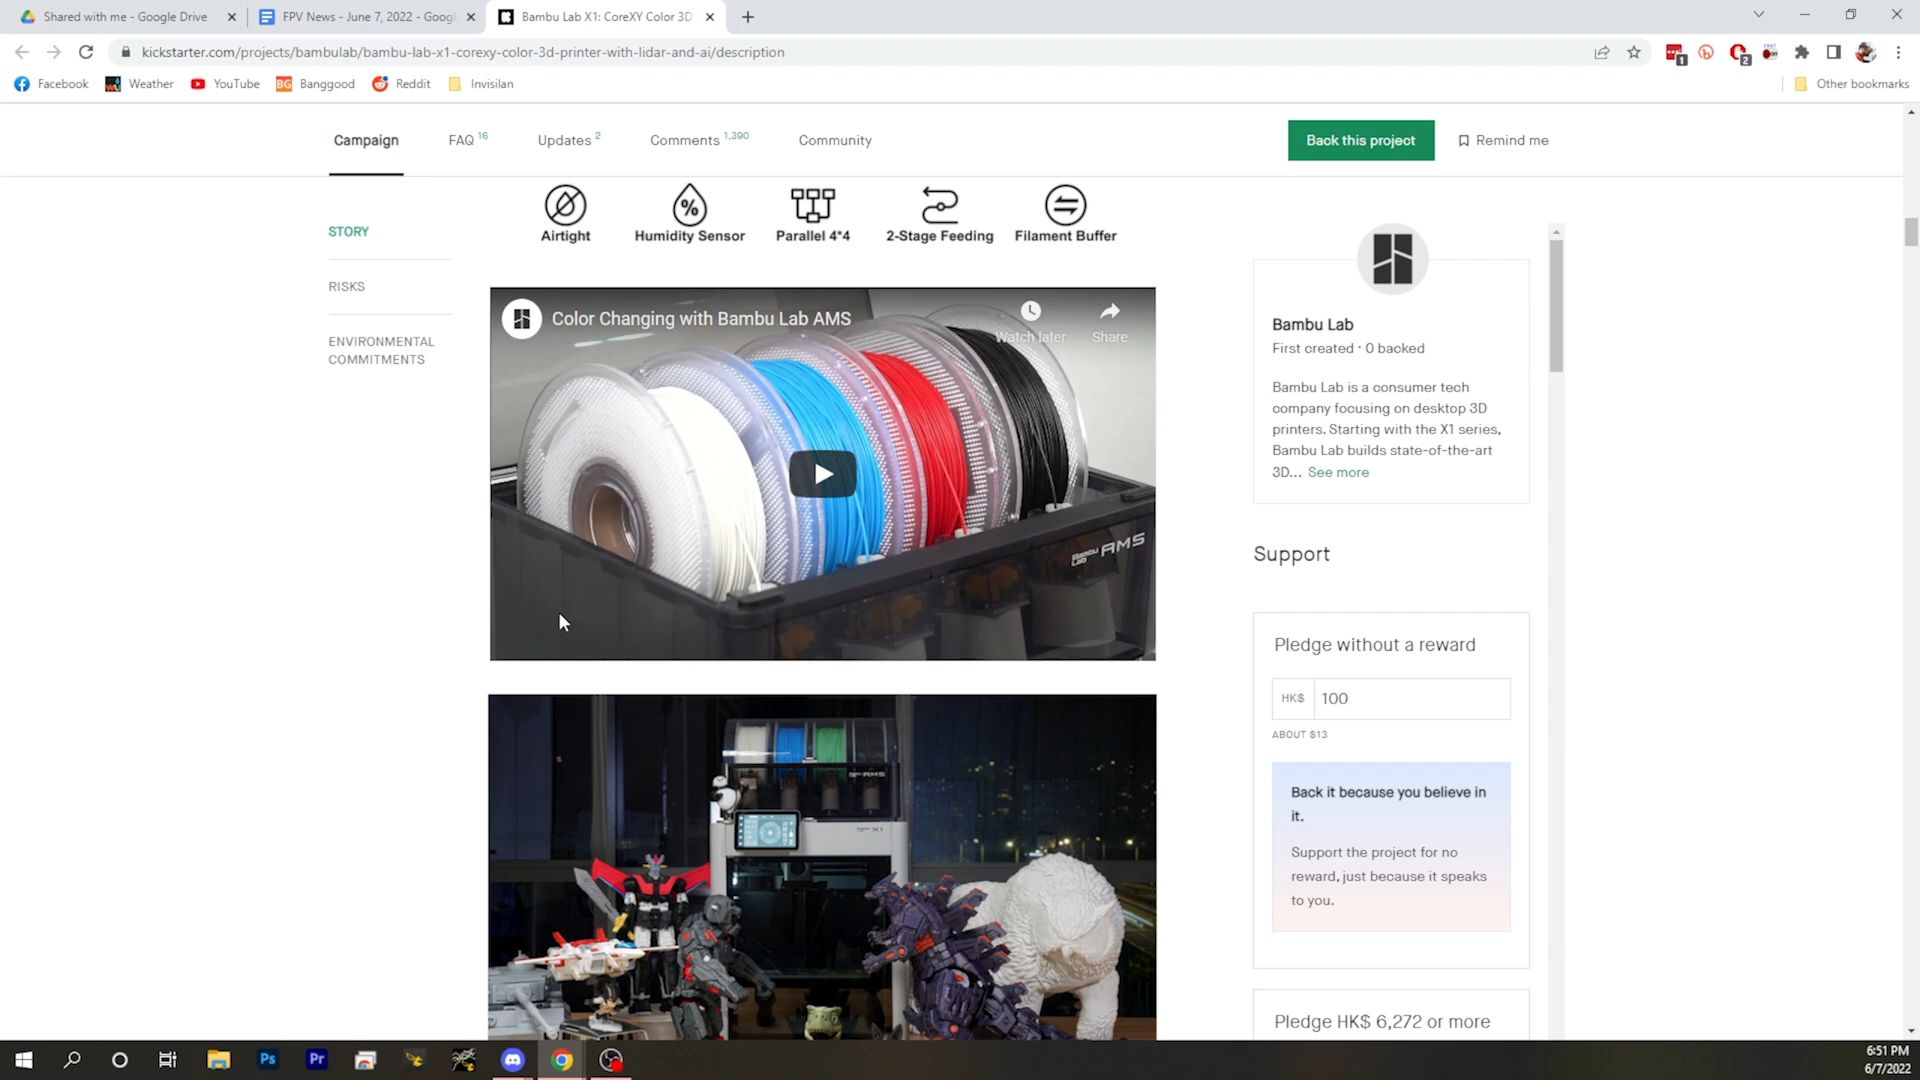 Shared with me - Google Drive
FPV News - June 7, 2022 - Googl
Bambu Lab X1: CoreXY Color 3D
kickstarter.com/projects/bambulab/bambu-lab-x1-corexy-color-3d-printer-with-lidar-and-ai/description
1
2
Facebook
Weather
YouTube
BG Banggood
Reddit
Invisilan
Other bookmarks
Campaign
FAQ 16
Updates 2
Comments 1,390
Community
Back this project
Remind me
Airtight
Humidity Sensor
Parallel 4*4
2-Stage Feeding
Filament Buffer
STORY
RISKS
ENVIRONMENTAL
COMMITMENTS
Color Changing with Bambu Lab AMS
Watch later
Share
Bambu Lab AMS
Bambu Lab
First created · 0 backed
Bambu Lab is a consumer tech
company focusing on desktop 3D
printers. Starting with the X1 series,
Bambu Lab builds state-of-the-art
3D... See more
Support
Pledge without a reward
HK$ 100
ABOUT $13
Back it because you believe in
it.
Support the project for no
reward, just because it speaks
to you.
Pledge HK$ 6,272 or more
Ps
Pr
6:51 PM
6/7/2022